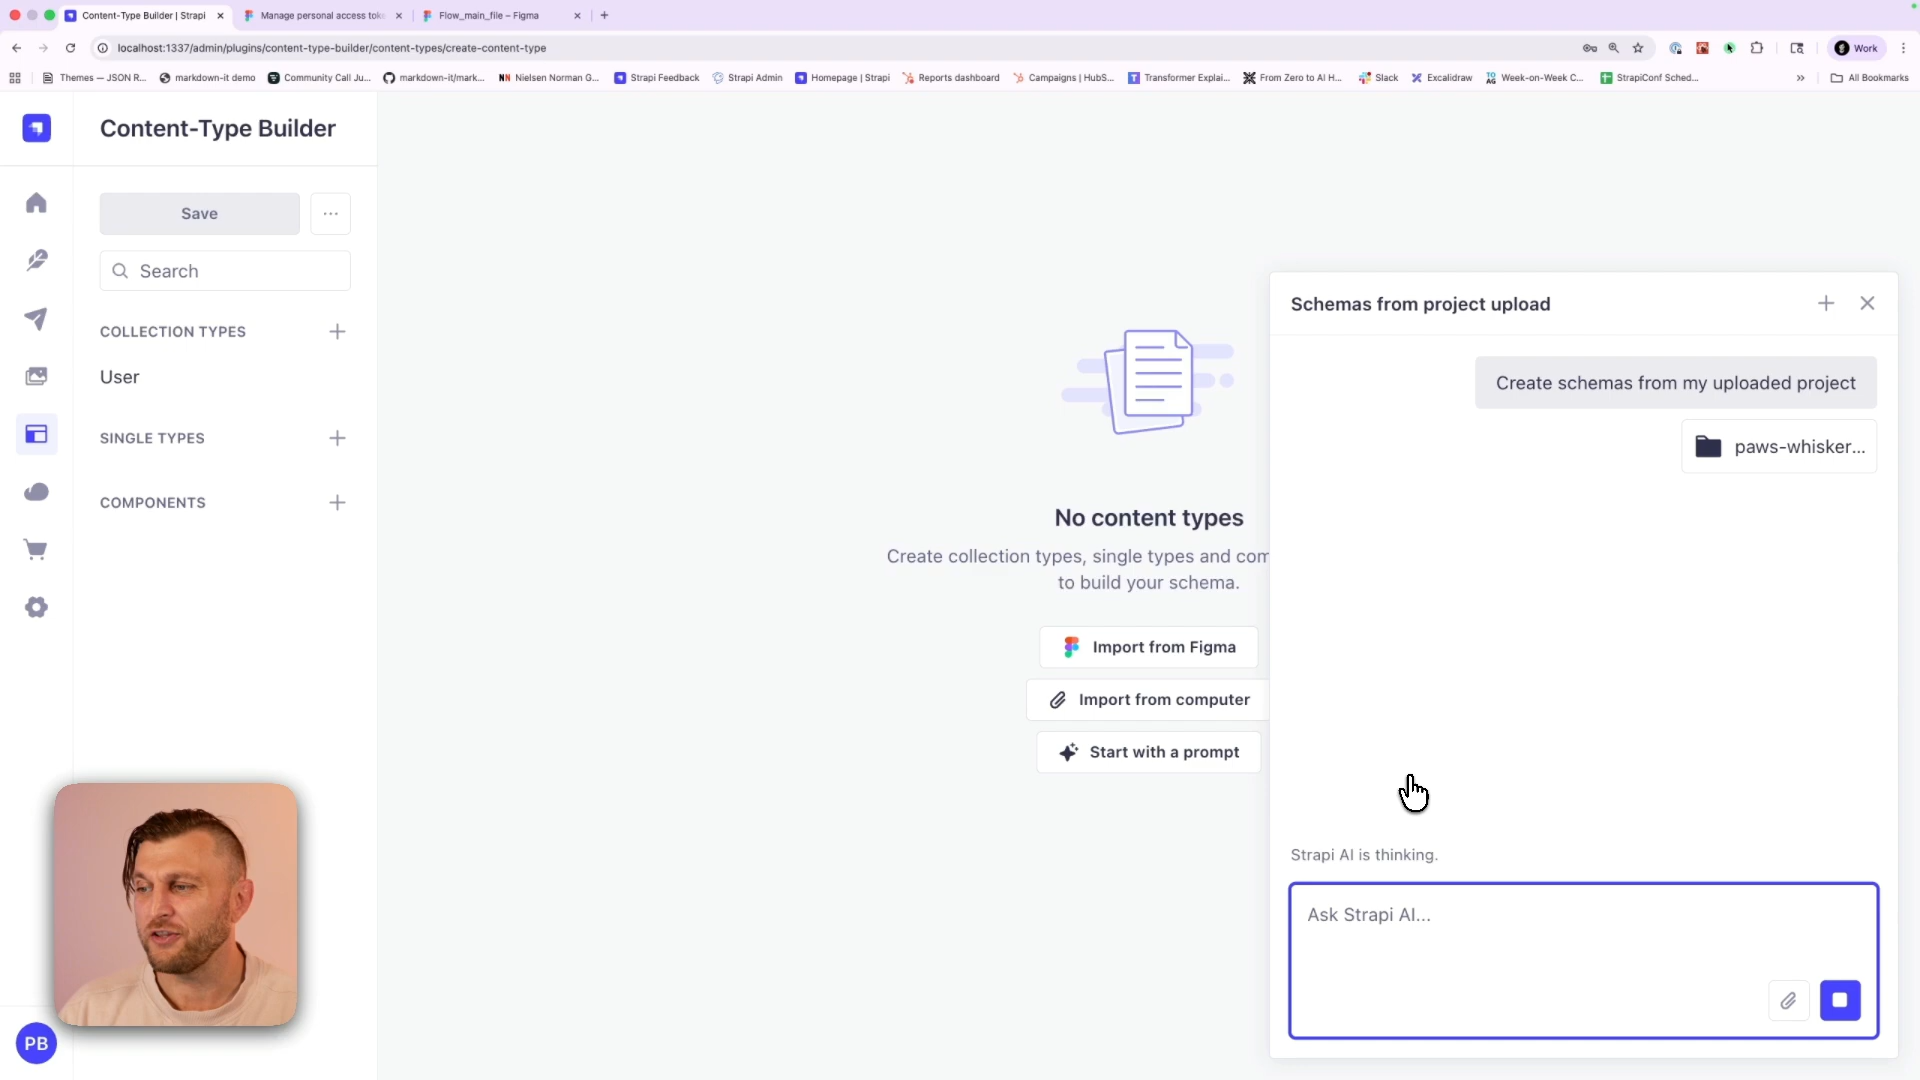 Content-Type Builder | Strapi
Manage personal access tok
Flow_main_file – Figma
localhost:1337/admin/plugins/content-type-builder/content-types/create-content-type
Work
Themes — JSON R...
markdown-it demo
Community Call Ju...
markdown-it/mark...
NN Nielsen Norman G...
Strapi Feedback
Strapi Admin
Homepage | Strapi
Reports dashboard
Campaigns | HubS...
Transformer Explai...
From Zero to AI H...
Slack
Excalidraw
Week-on-Week C...
StrapiConf Sched...
All Bookmarks
Content-Type Builder
Save
Search
COLLECTION TYPES
User
SINGLE TYPES
COMPONENTS
No content types
Create collection types, single types and com
to build your schema.
Import from Figma
Import from computer
Start with a prompt
Schemas from project upload
Create schemas from my uploaded project
paws-whisker...
Strapi AI is thinking.
Ask Strapi AI...
PB